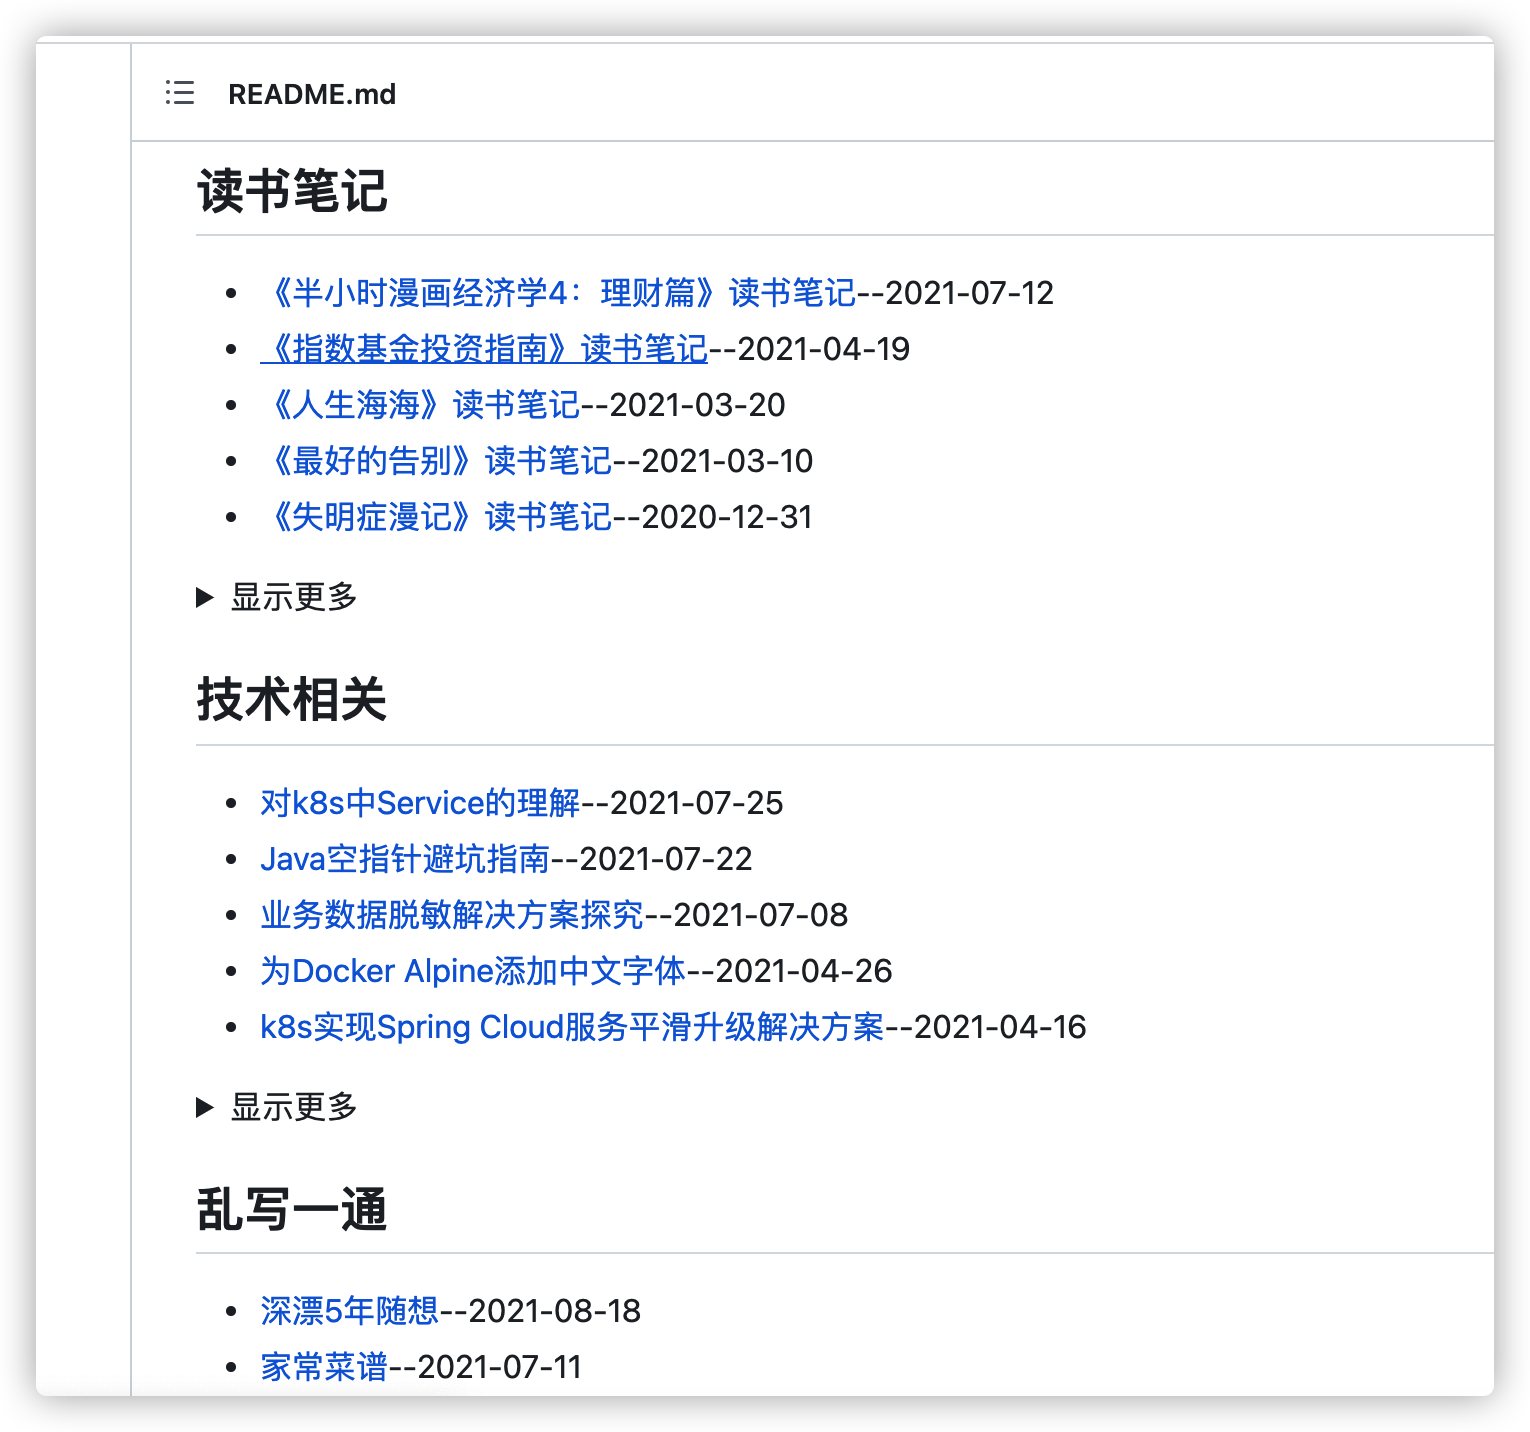 README.md
读书笔记
《半小时漫画经济学4：理财篇》读书笔记--2021-07-12
《指数基金投资指南》读书笔记--2021-04-19
《人生海海》读书笔记--2021-03-20
《最好的告别》读书笔记--2021-03-10
《失明症漫记》读书笔记--2020-12-31
显示更多
技术相关
对k8s中Service的理解--2021-07-25
Java空指针避坑指南--2021-07-22
业务数据脱敏解决方案探究--2021-07-08
为Docker Alpine添加中文字体--2021-04-26
k8s实现Spring Cloud服务平滑升级解决方案--2021-04-16
显示更多
乱写一通
深漂5年随想--2021-08-18
家常菜谱--2021-07-11